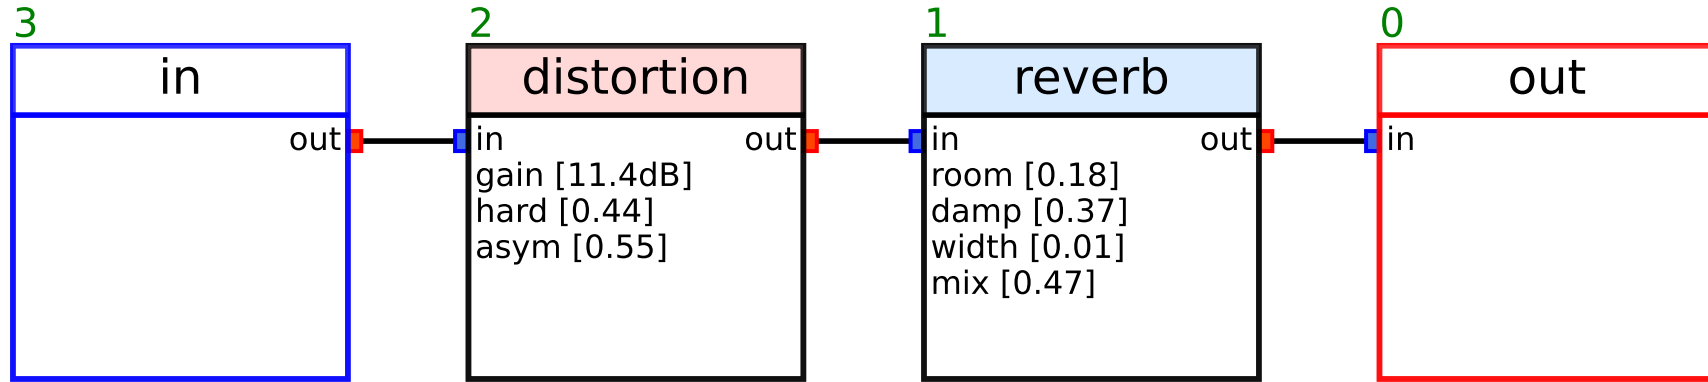 3
in
out
2
distortion
in out
gain [11.4dB]
hard [0.44]
asym [0.55]
1
reverb
in out
room [0.18]
damp [0.37]
width [0.01]
mix [0.47]
0
out
in